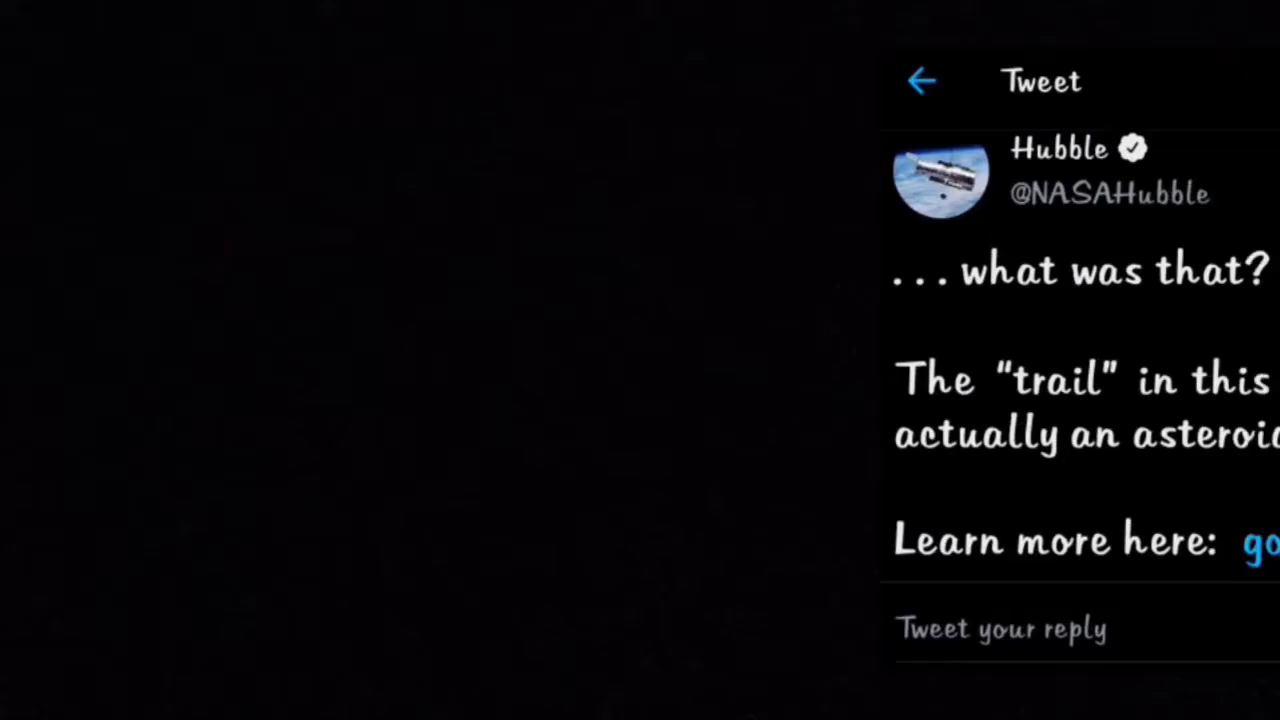 Tweet
Hubble
@NASAHubble
... what was that?
The "trail" in this
actually an
Learn more here:
Tweet your reply